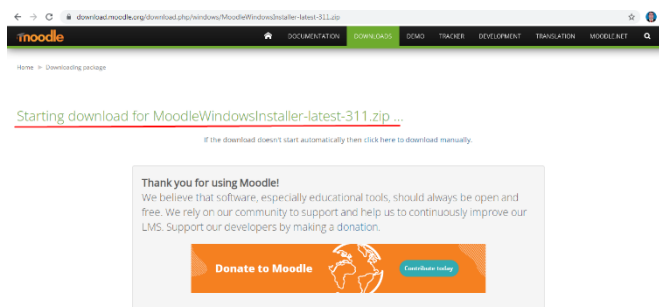 download.moodle.org/download.php/windows/MoodleWindowsInstaller-latest-311.zip
moodle
DOCUMENTATION DOWNLOADS DEMO TRACKER DEVELOPMENT TRANSLATION MOODLE.NET
Home > Downloading package
Starting download for MoodleWindowsInstaller-latest-311.zip ...
If the download doesn't start automatically then click here to download manually.
Thank you for using Moodle!
We believe that software, especially educational tools, should always be open and
free. We rely on our community to support and help us to continuously improve our
LMS. Support our developers by making a donation.
Donate to Moodle
Contribute today